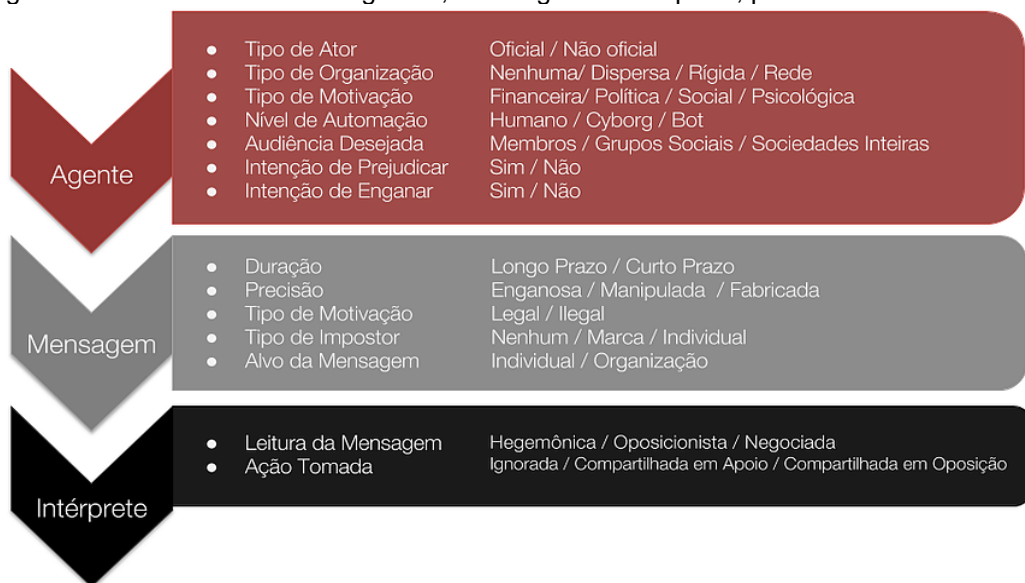 Agente
● Tipo de Ator Oficial / Não oficial
● Tipo de Organização Nenhuma/ Dispersa / Rígida / Rede
● Tipo de Motivação Financeira/ Política / Social / Psicológica
● Nível de Automação Humano / Cyborg / Bot
● Audiência Desejada Membros / Grupos Sociais / Sociedades Inteiras
● Intenção de Prejudicar Sim / Não
● Intenção de Enganar Sim / Não
Mensagem
● Duração Longo Prazo / Curto Prazo
● Precisão Enganosa / Manipulada / Fabricada
● Tipo de Motivação Legal / Ilegal
● Tipo de Impostor Nenhum / Marca / Individual
● Alvo da Mensagem Individual / Organização
Intérprete
● Leitura da Mensagem Hegemônica / Oposicionista / Negociada
● Ação Tomada Ignorada / Compartilhada em Apoio / Compartilhada em Oposição